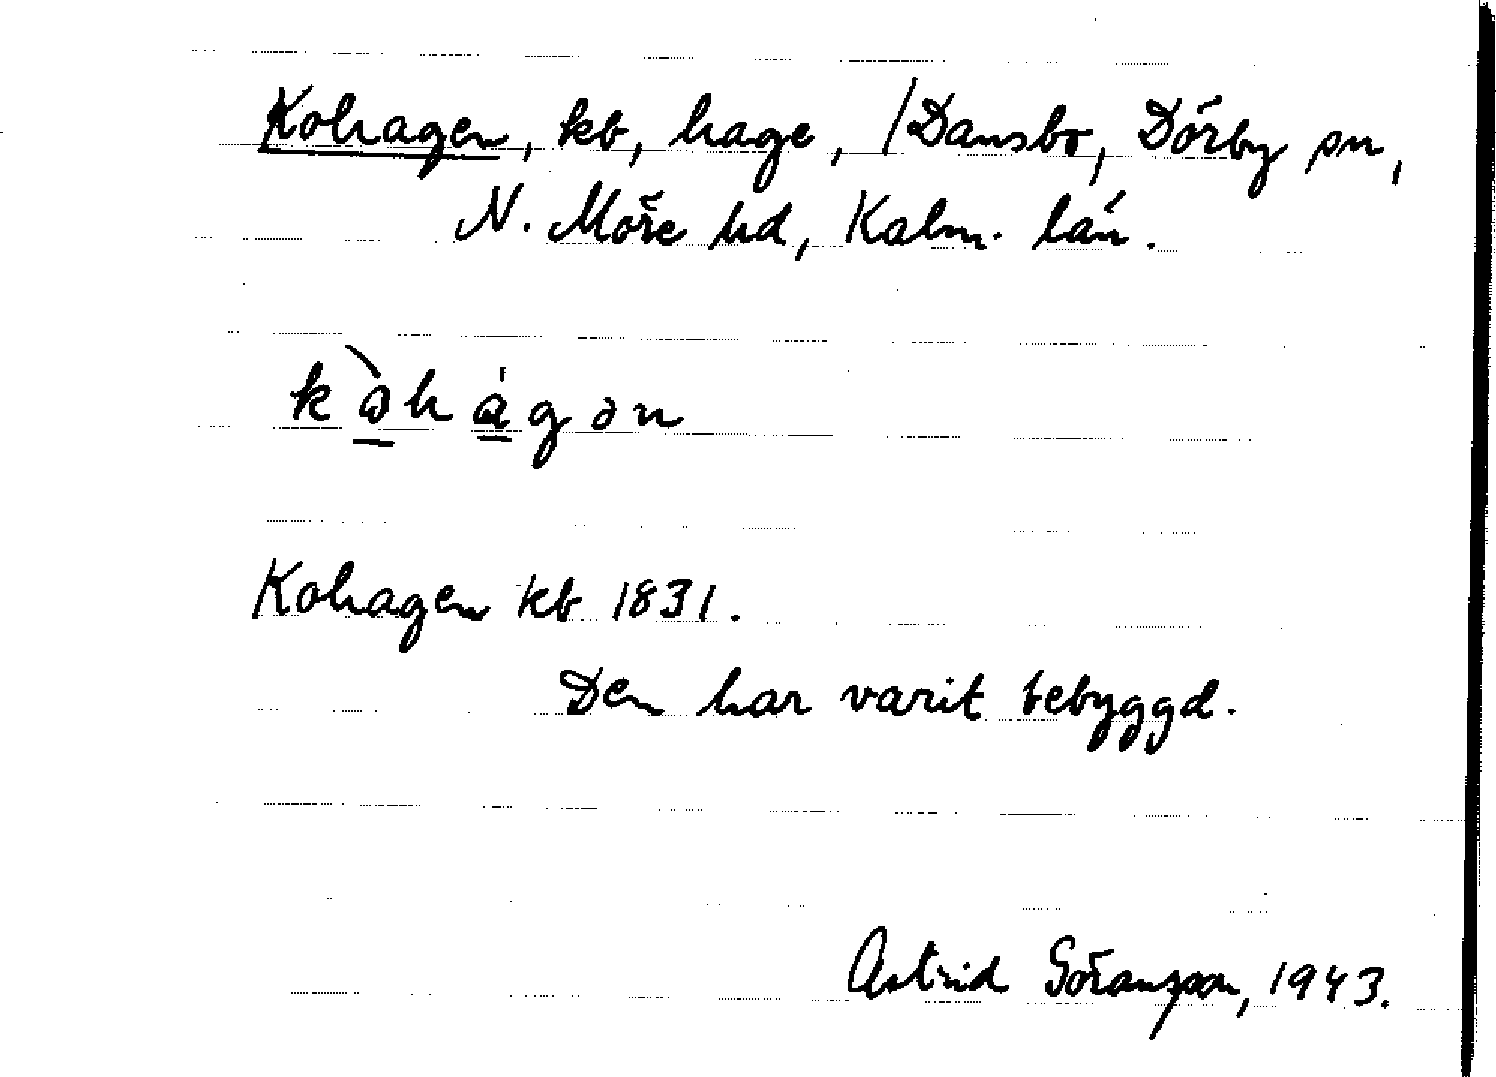 Kohagen, kb, hage, /Dansbo, Dörby sn,
N. Möre hd, Kalm. län.
kὼhágən
Kohagen kb 1831.
Den har varit bebyggd.
Astrid Göransson, 1943.